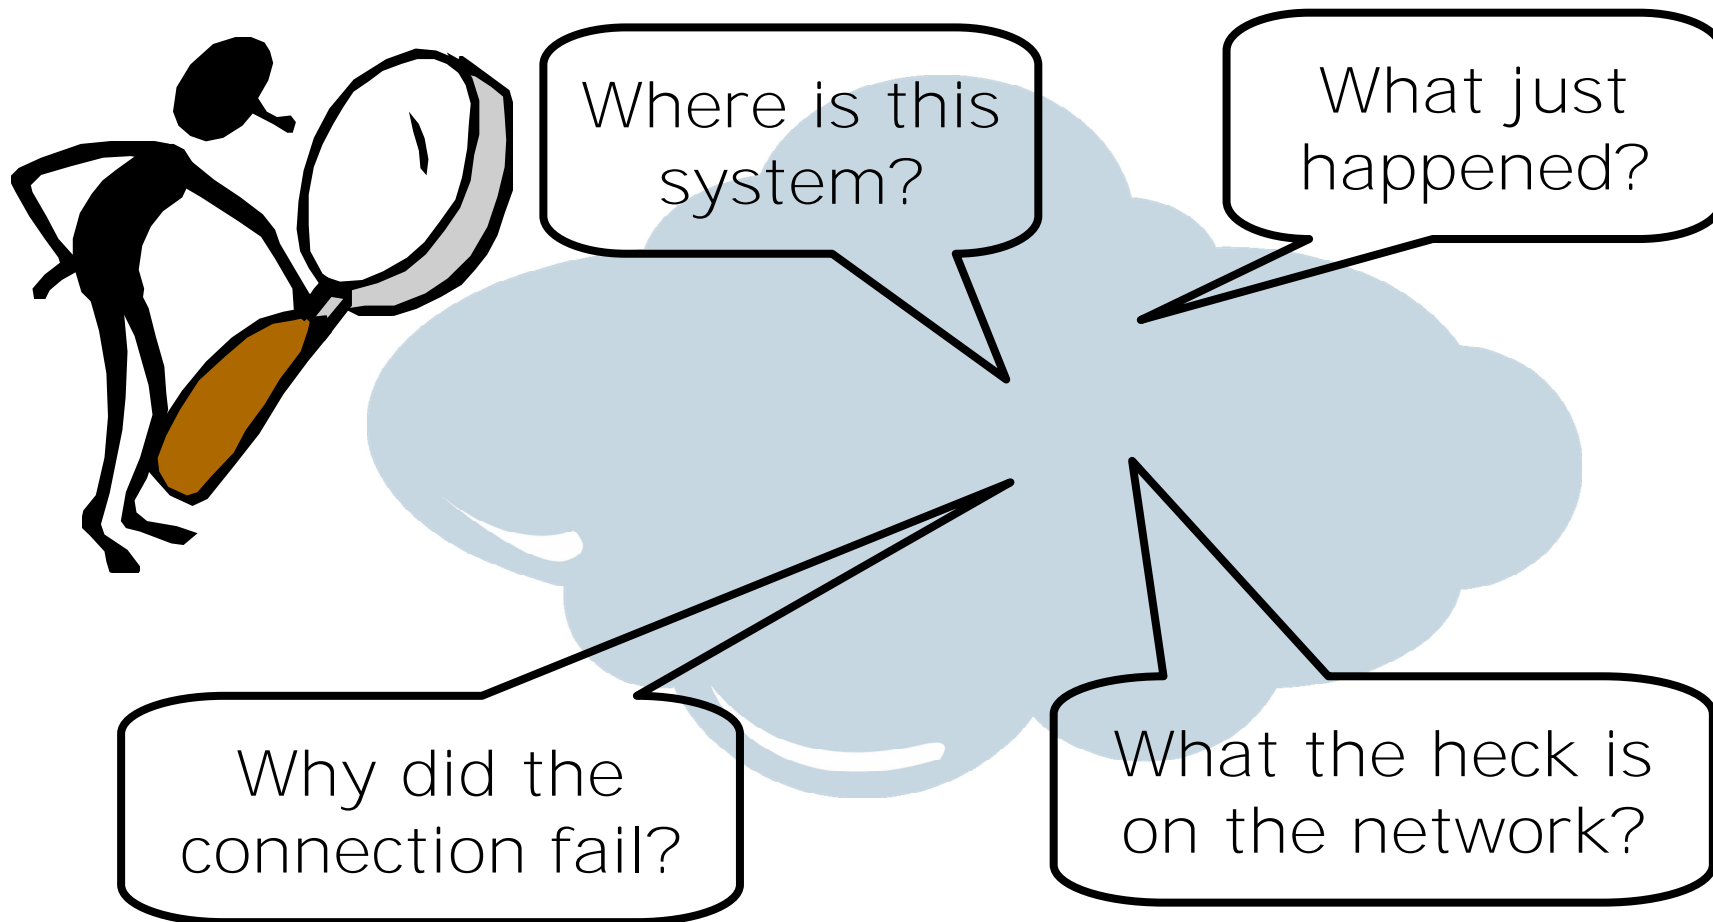 Where is this
system?
What just
happened?
Why did the
connection fail?
What the heck is
on the network?